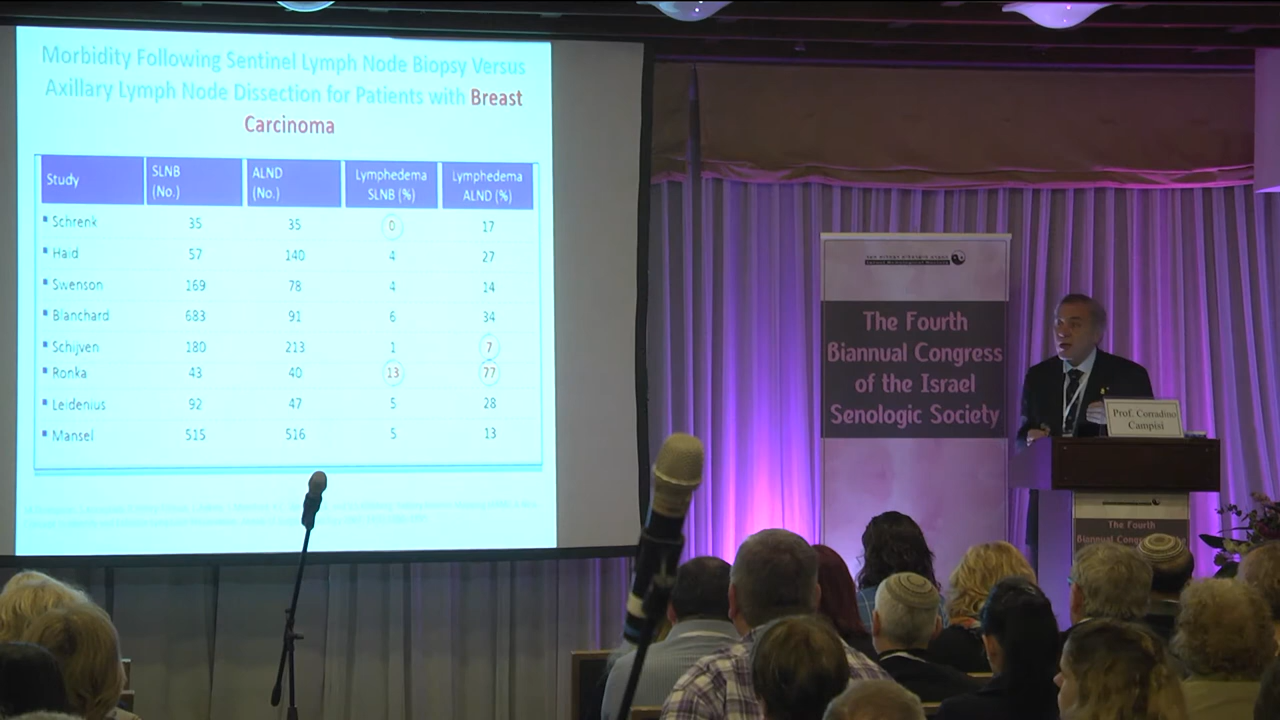 Morbidity Following Sentinel Lymph Node Biopsy Versus
Axillary Lymph Node Dissection for Patients with Breast
Carcinoma
Study SLNB (No.) ALND (No.) Lymphedema SLNB (%) Lymphedema ALND (%)
Schrenk 35 35 0 17
Haid 57 140 4 27
Swenson 169 78 4 14
Blanchard 683 91 6 34
Schijven 180 213 1 7
Ronka 43 40 13 77
Leidenius 92 47 5 28
Mansel 515 516 5 13
The Fourth
Biannual Congress
of the Israel
Senologic Society
Prof. Corradino
Campisi
The Fourth
Biannual